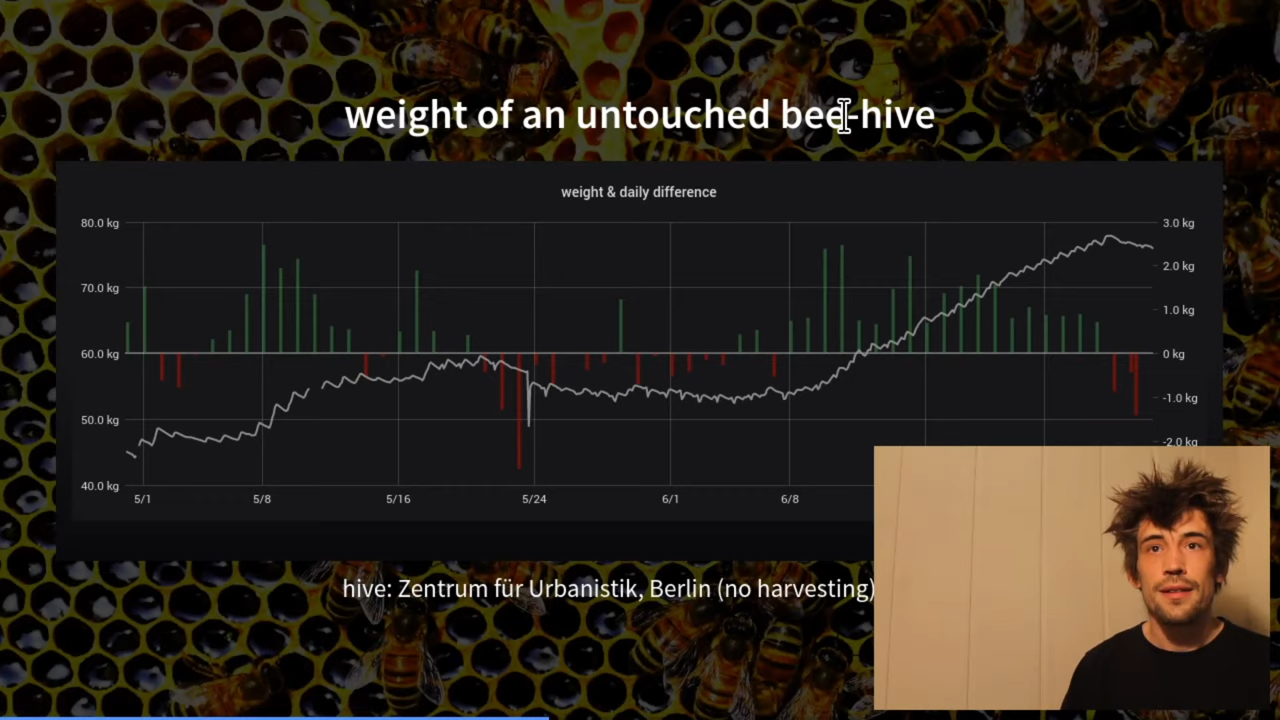 weight of an untouched bee-hive
weight & daily difference
80.0 kg
70.0 kg
60.0 kg
50.0 kg
40.0 kg
3.0 kg
2.0 kg
1.0 kg
0 kg
-1.0 kg
-2.0 kg
5/1 5/8 5/16 5/24 6/1 6/8
hive: Zentrum für Urbanistik, Berlin (no harvesting)